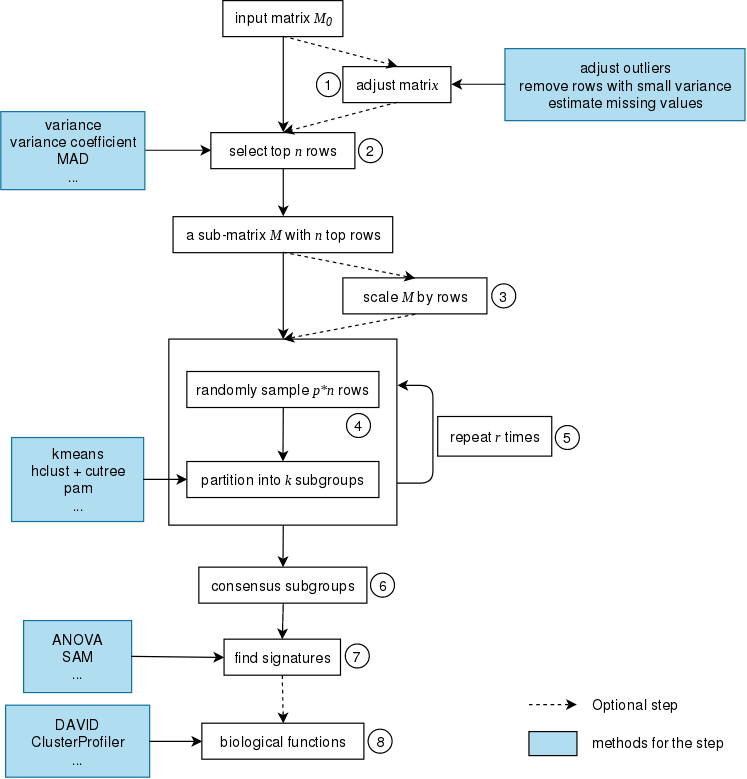 input matrix M0
1
adjust matrix
adjust outliers
remove rows with small variance
estimate missing values
variance
variance coefficient
MAD
...
select top n rows
2
a sub-matrix M with n top rows
scale M by rows
3
randomly sample p*n rows
4
repeat r times
5
kmeans
hclust + cutree
pam
...
partition into k subgroups
consensus subgroups
6
ANOVA
SAM
...
find signatures
7
DAVID
ClusterProfiler
...
biological functions
8
Optional step
methods for the step